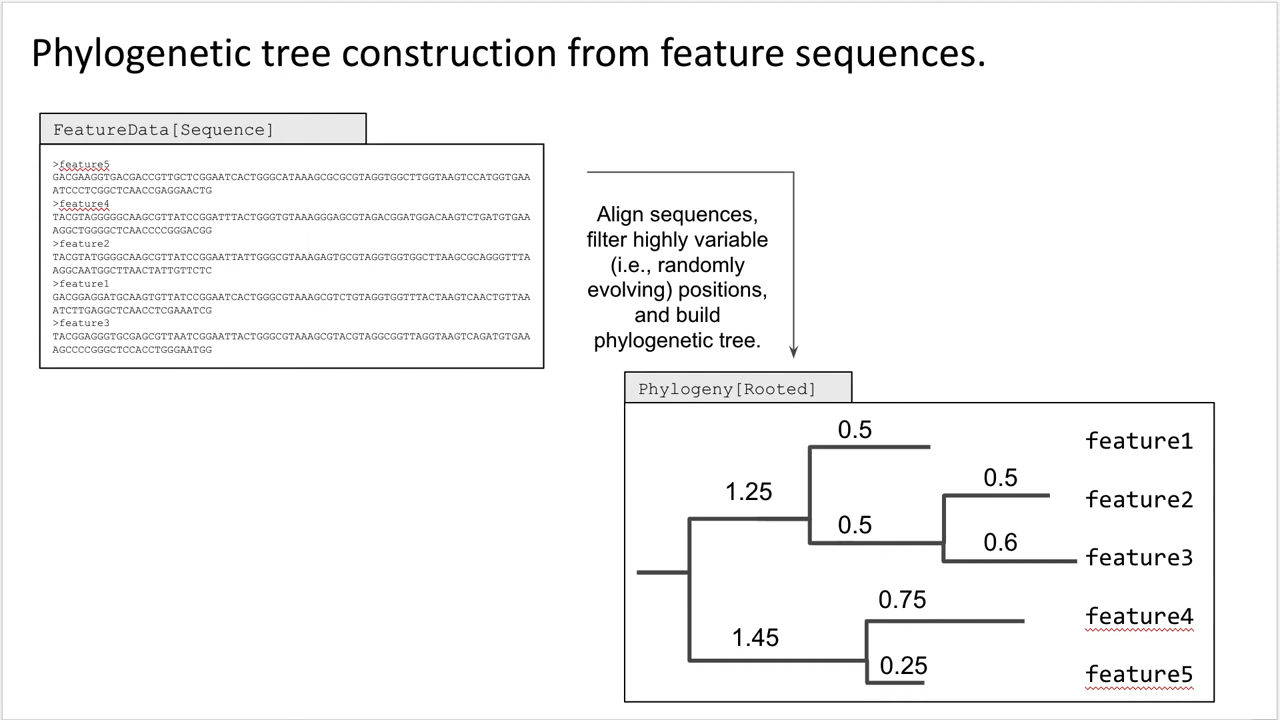 Phylogenetic tree construction from feature sequences.
FeatureData[Sequence]
>feature5
GACGAAGGTGACGACCGTTGCTCGGAATCACTGGGCATAAAGCGCGCGTAGGTGGCTTGGTAAGTCCATGGTGAA
ATCCCTCGGCTCAACCGAGGAACTG
>feature4
TACGTAGGGGGCAAGCGTTATCCGGATTTACTGGGTGTAAAGGGAGCGTAGACGGATGGACAAGTCTGATGTGAA
AGGCTGGGGCTCAACCCCGGGACGG
>feature2
TACGTATGGGGCAAGCGTTATCCGGAATTATTGGGCGTAAAGAGTGCGTAGGTGGTGGCTTAAGCGCAGGGTTTA
AGGCAATGGCTTAACTATTGTTCTC
>feature1
GACGGAGGATGCAAGTGTTATCCGGAATCACTGGGCGTAAAGCGTCTGTAGGTGGTTTACTAAGTCAACTGTTAA
ATCTTGAGGCTCAACCTCGAAATCG
>feature3
TACGGAGGGTGCGAGCGTTAATCGGAATTACTGGGCGTAAAGCGTACGTAGGCGGTTAGGTAAGTCAGATGTGAA
AGCCCCGGGCTCCACCTGGGAATGG
Align sequences,
filter highly variable
(i.e., randomly
evolving) positions,
and build
phylogenetic tree.
Phylogeny[Rooted]
0.5
feature1
1.25
0.5
feature2
0.5
0.6
feature3
0.75
feature4
1.45
0.25
feature5